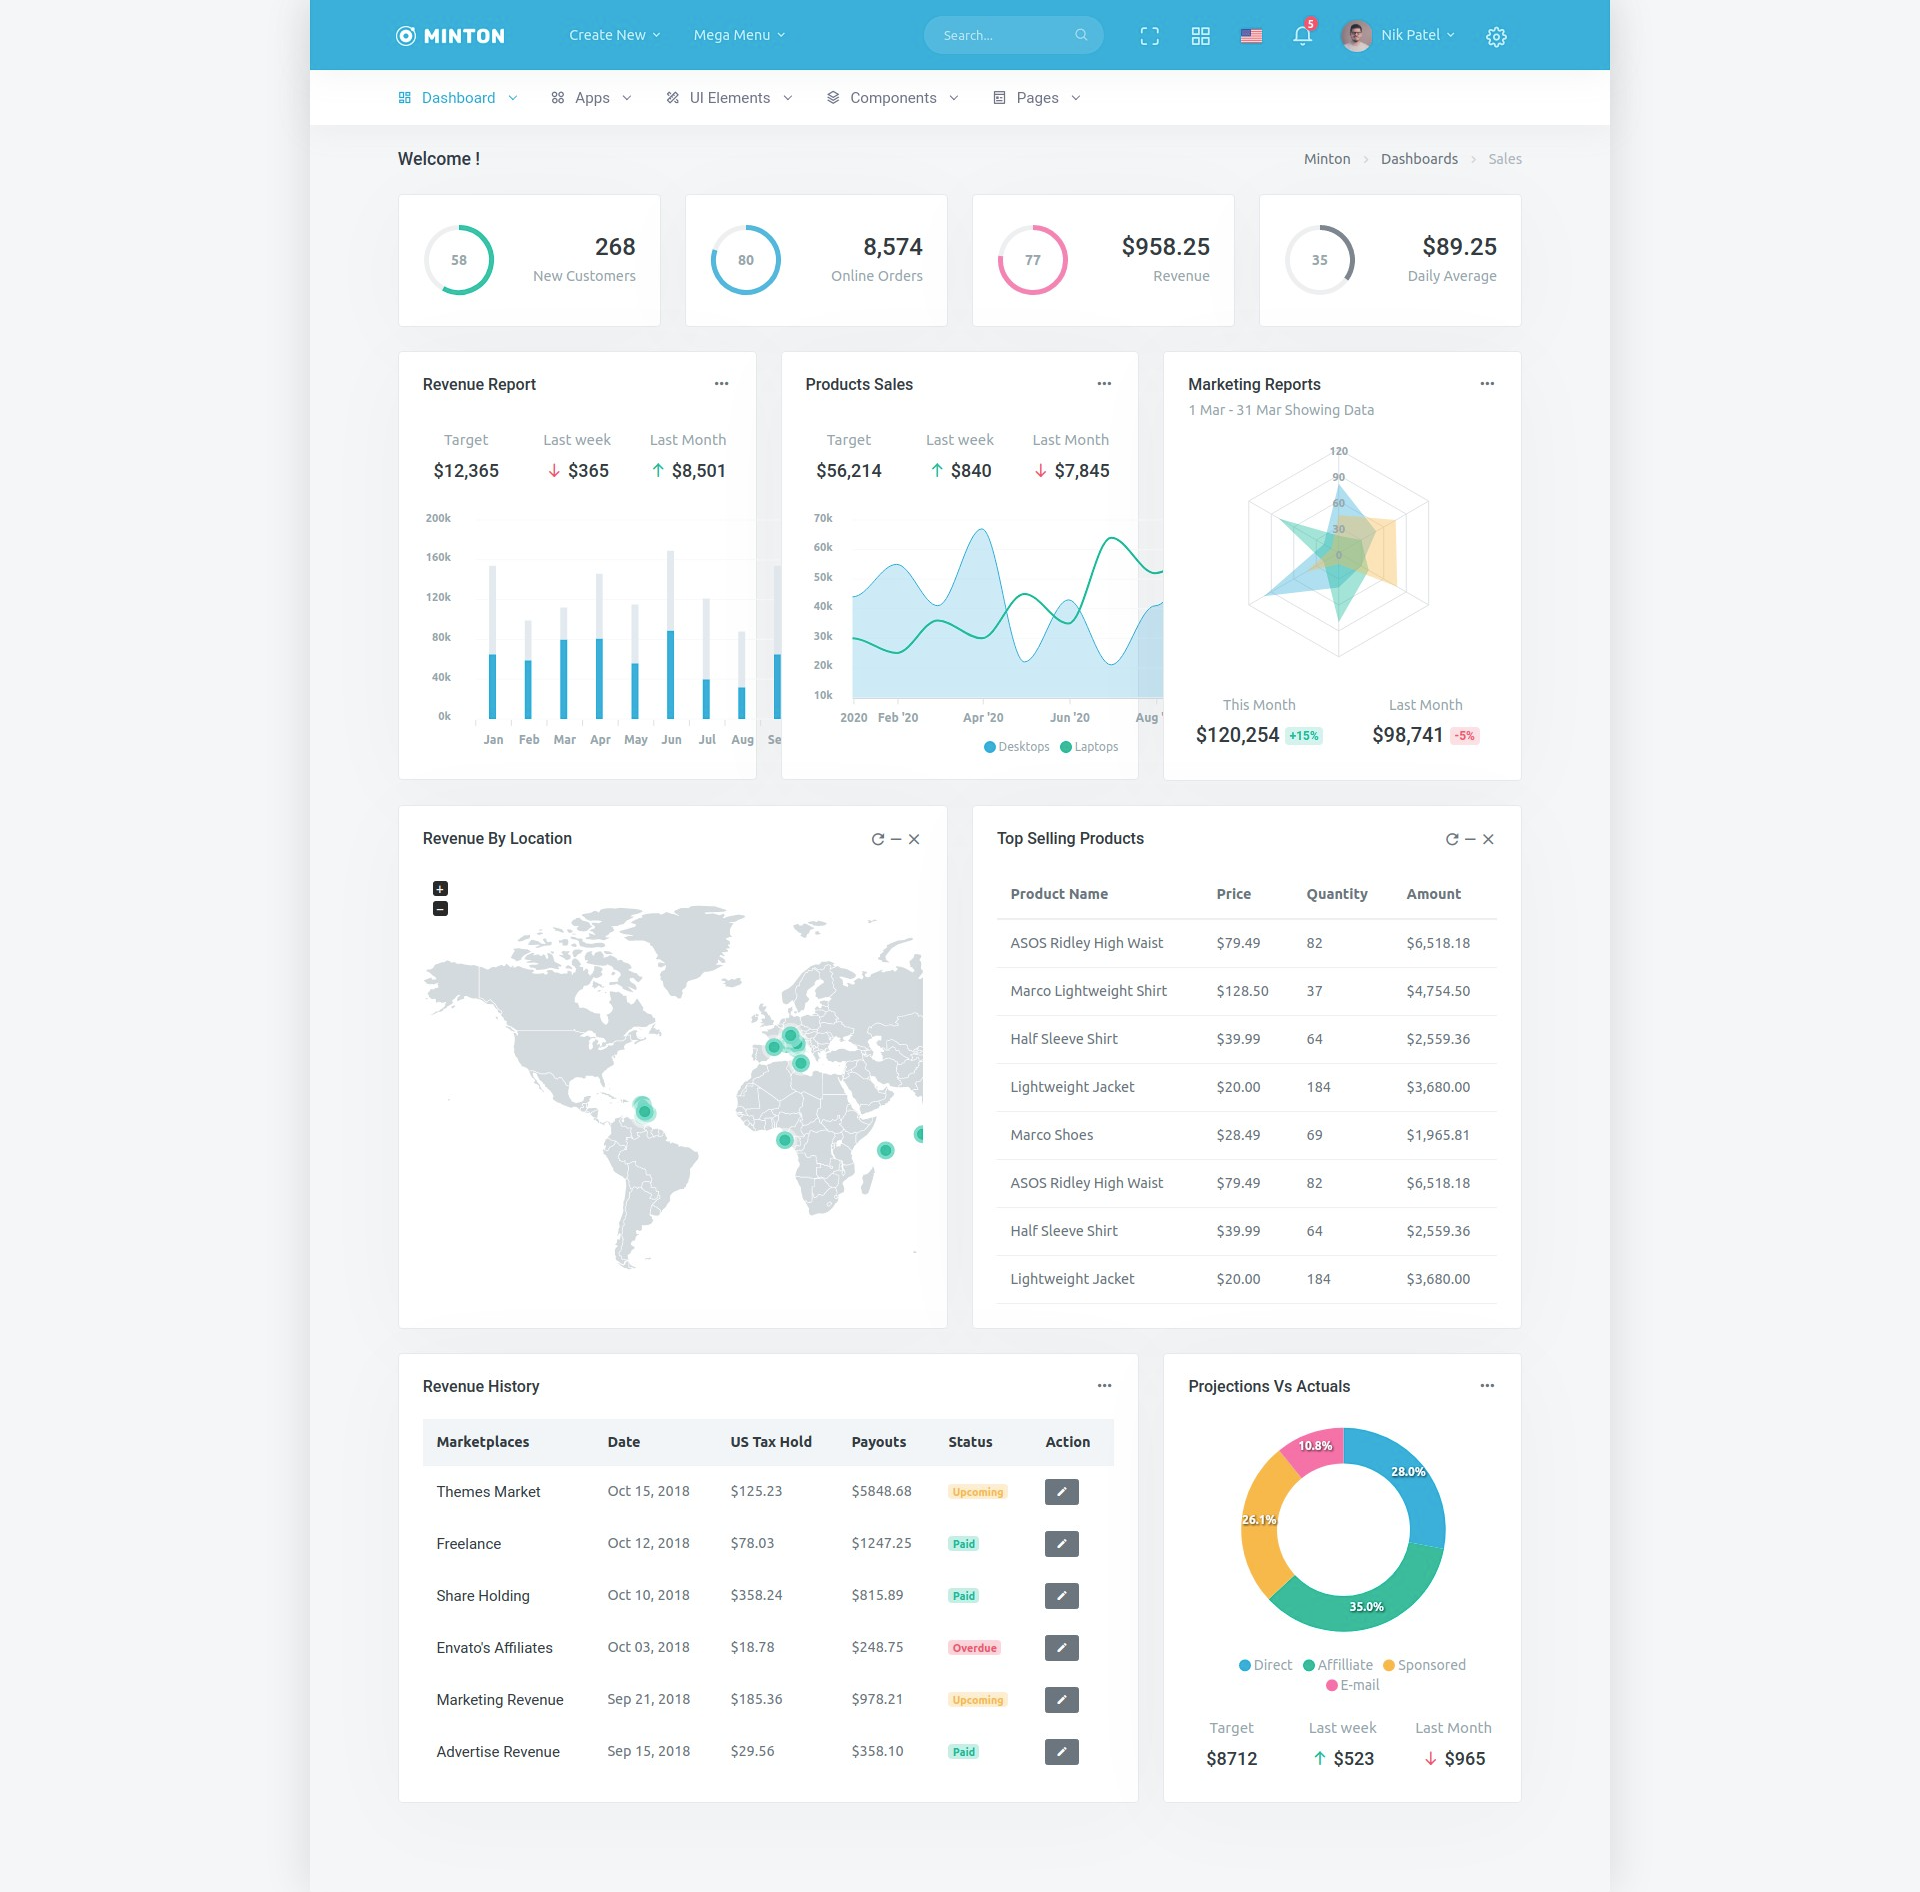 MINTON
Create New
Mega Menu
Search...
5
Nik Patel
Dashboard
Apps
UI Elements
Components
Pages
Welcome !
Minton
Dashboards
Sales
58
268
New Customers
80
8,574
Online Orders
77
$958.25
Revenue
35
$89.25
Daily Average
Revenue Report
Target
Last week
Last Month
$12,365
$365
$8,501
200k
160k
120k
80k
40k
0k
Jan
Feb
Mar
Apr
May
Jun
Jul
Aug
Se
Products Sales
Target
Last week
Last Month
$56,214
$840
$7,845
70k
60k
50k
40k
30k
20k
10k
2020
Feb '20
Apr '20
Jun '20
Aug '
Desktops
Laptops
Marketing Reports
1 Mar - 31 Mar Showing Data
120
90
60
30
0
This Month
Last Month
$120,254 +15%
$98,741 -5%
Revenue By Location
+
−
Top Selling Products
Product Name Price Quantity Amount
ASOS Ridley High Waist $79.49 82 $6,518.18
Marco Lightweight Shirt $128.50 37 $4,754.50
Half Sleeve Shirt $39.99 64 $2,559.36
Lightweight Jacket $20.00 184 $3,680.00
Marco Shoes $28.49 69 $1,965.81
ASOS Ridley High Waist $79.49 82 $6,518.18
Half Sleeve Shirt $39.99 64 $2,559.36
Lightweight Jacket $20.00 184 $3,680.00
Revenue History
Marketplaces Date US Tax Hold Payouts Status Action
Themes Market Oct 15, 2018 $125.23 $5848.68 Upcoming
Freelance Oct 12, 2018 $78.03 $1247.25 Paid
Share Holding Oct 10, 2018 $358.24 $815.89 Paid
Envato's Affiliates Oct 03, 2018 $18.78 $248.75 Overdue
Marketing Revenue Sep 21, 2018 $185.36 $978.21 Upcoming
Advertise Revenue Sep 15, 2018 $29.56 $358.10 Paid
Projections Vs Actuals
10.8%
28.0%
26.1%
35.0%
Direct Affilliate Sponsored
E-mail
Target
Last week
Last Month
$8712
$523
$965